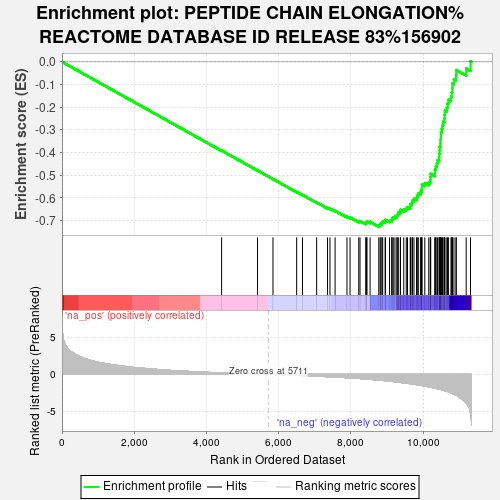 Enrichment plot: PEPTIDE CHAIN ELONGATION%
REACTOME DATABASE ID RELEASE 83%156902
Enrichment score (ES)
0.0
-0.1
-0.2
-0.3
-0.4
-0.5
-0.6
-0.7
'na_pos' (positively correlated)
Ranked list metric (PreRanked)
5
0
-5
Zero cross at 5711
'na_neg' (negatively correlated)
0
2,000
4,000
6,000
8,000
10,000
Rank in Ordered Dataset
Enrichment profile
Hits
Ranking metric scores